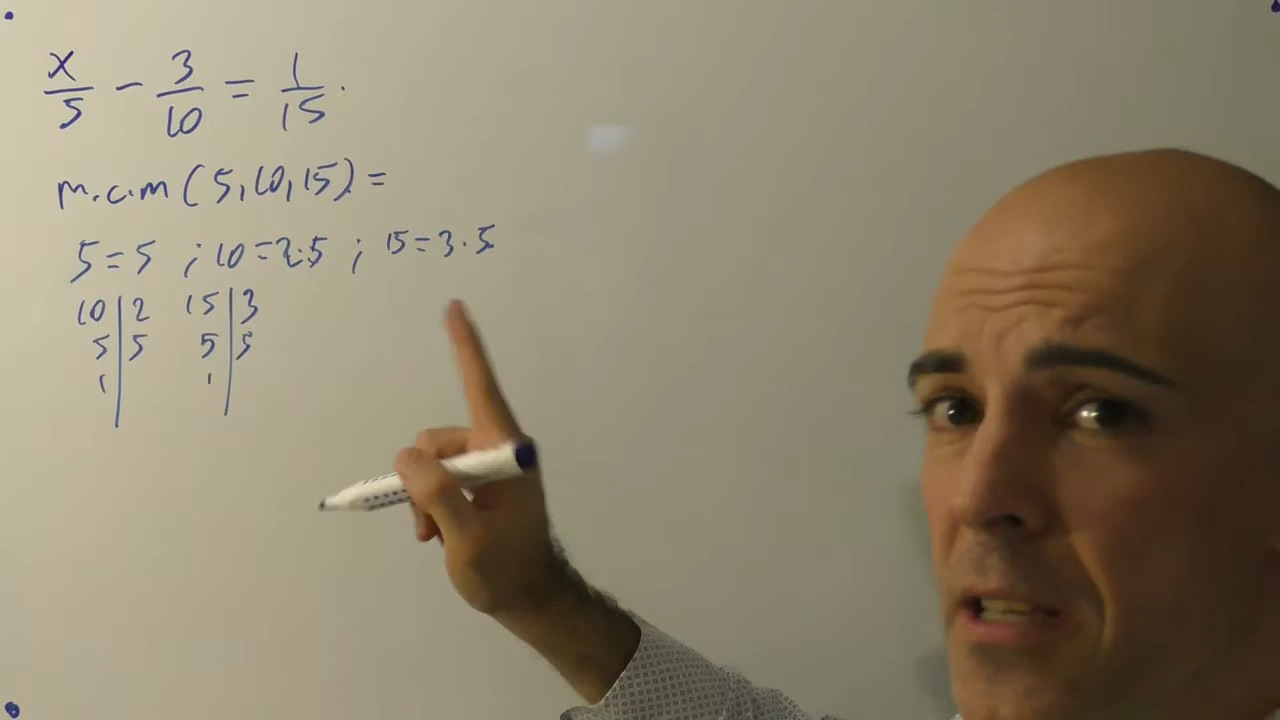 x/5 - 3/10 = 1/15.
m.c.m (5,10,15) =
5=5 ; 10=2·5 ; 15=3·5
10|2 15|3
5|5 5|5
1| 1|